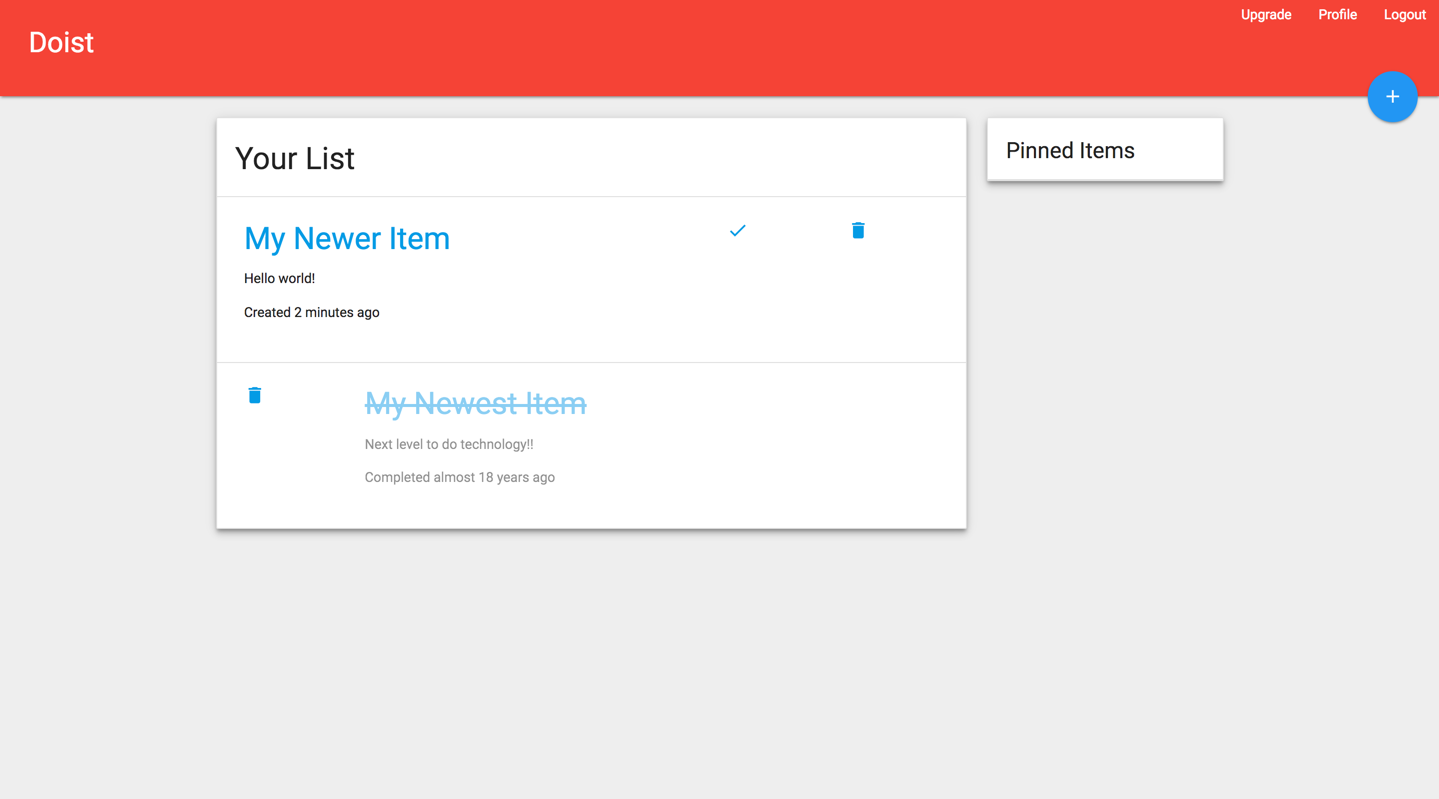 Upgrade Profile Logout
Doist
+
Your List
Pinned Items
My Newer Item
Hello world!
Created 2 minutes ago
My Newest Item
Next level to do technology!!
Completed almost 18 years ago